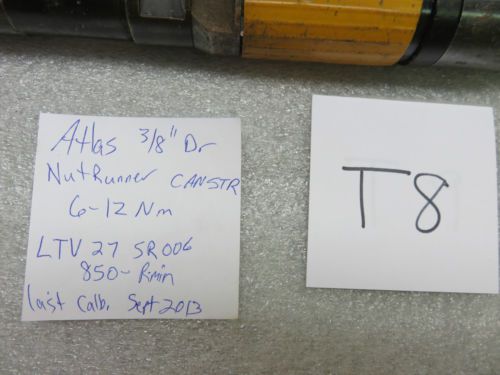 Atlas 3/8" Dr
NutRunner CANSTR
6-12 Nm
LTV 27 SR006
850- R.min
last Calb. Sept 2013
T8